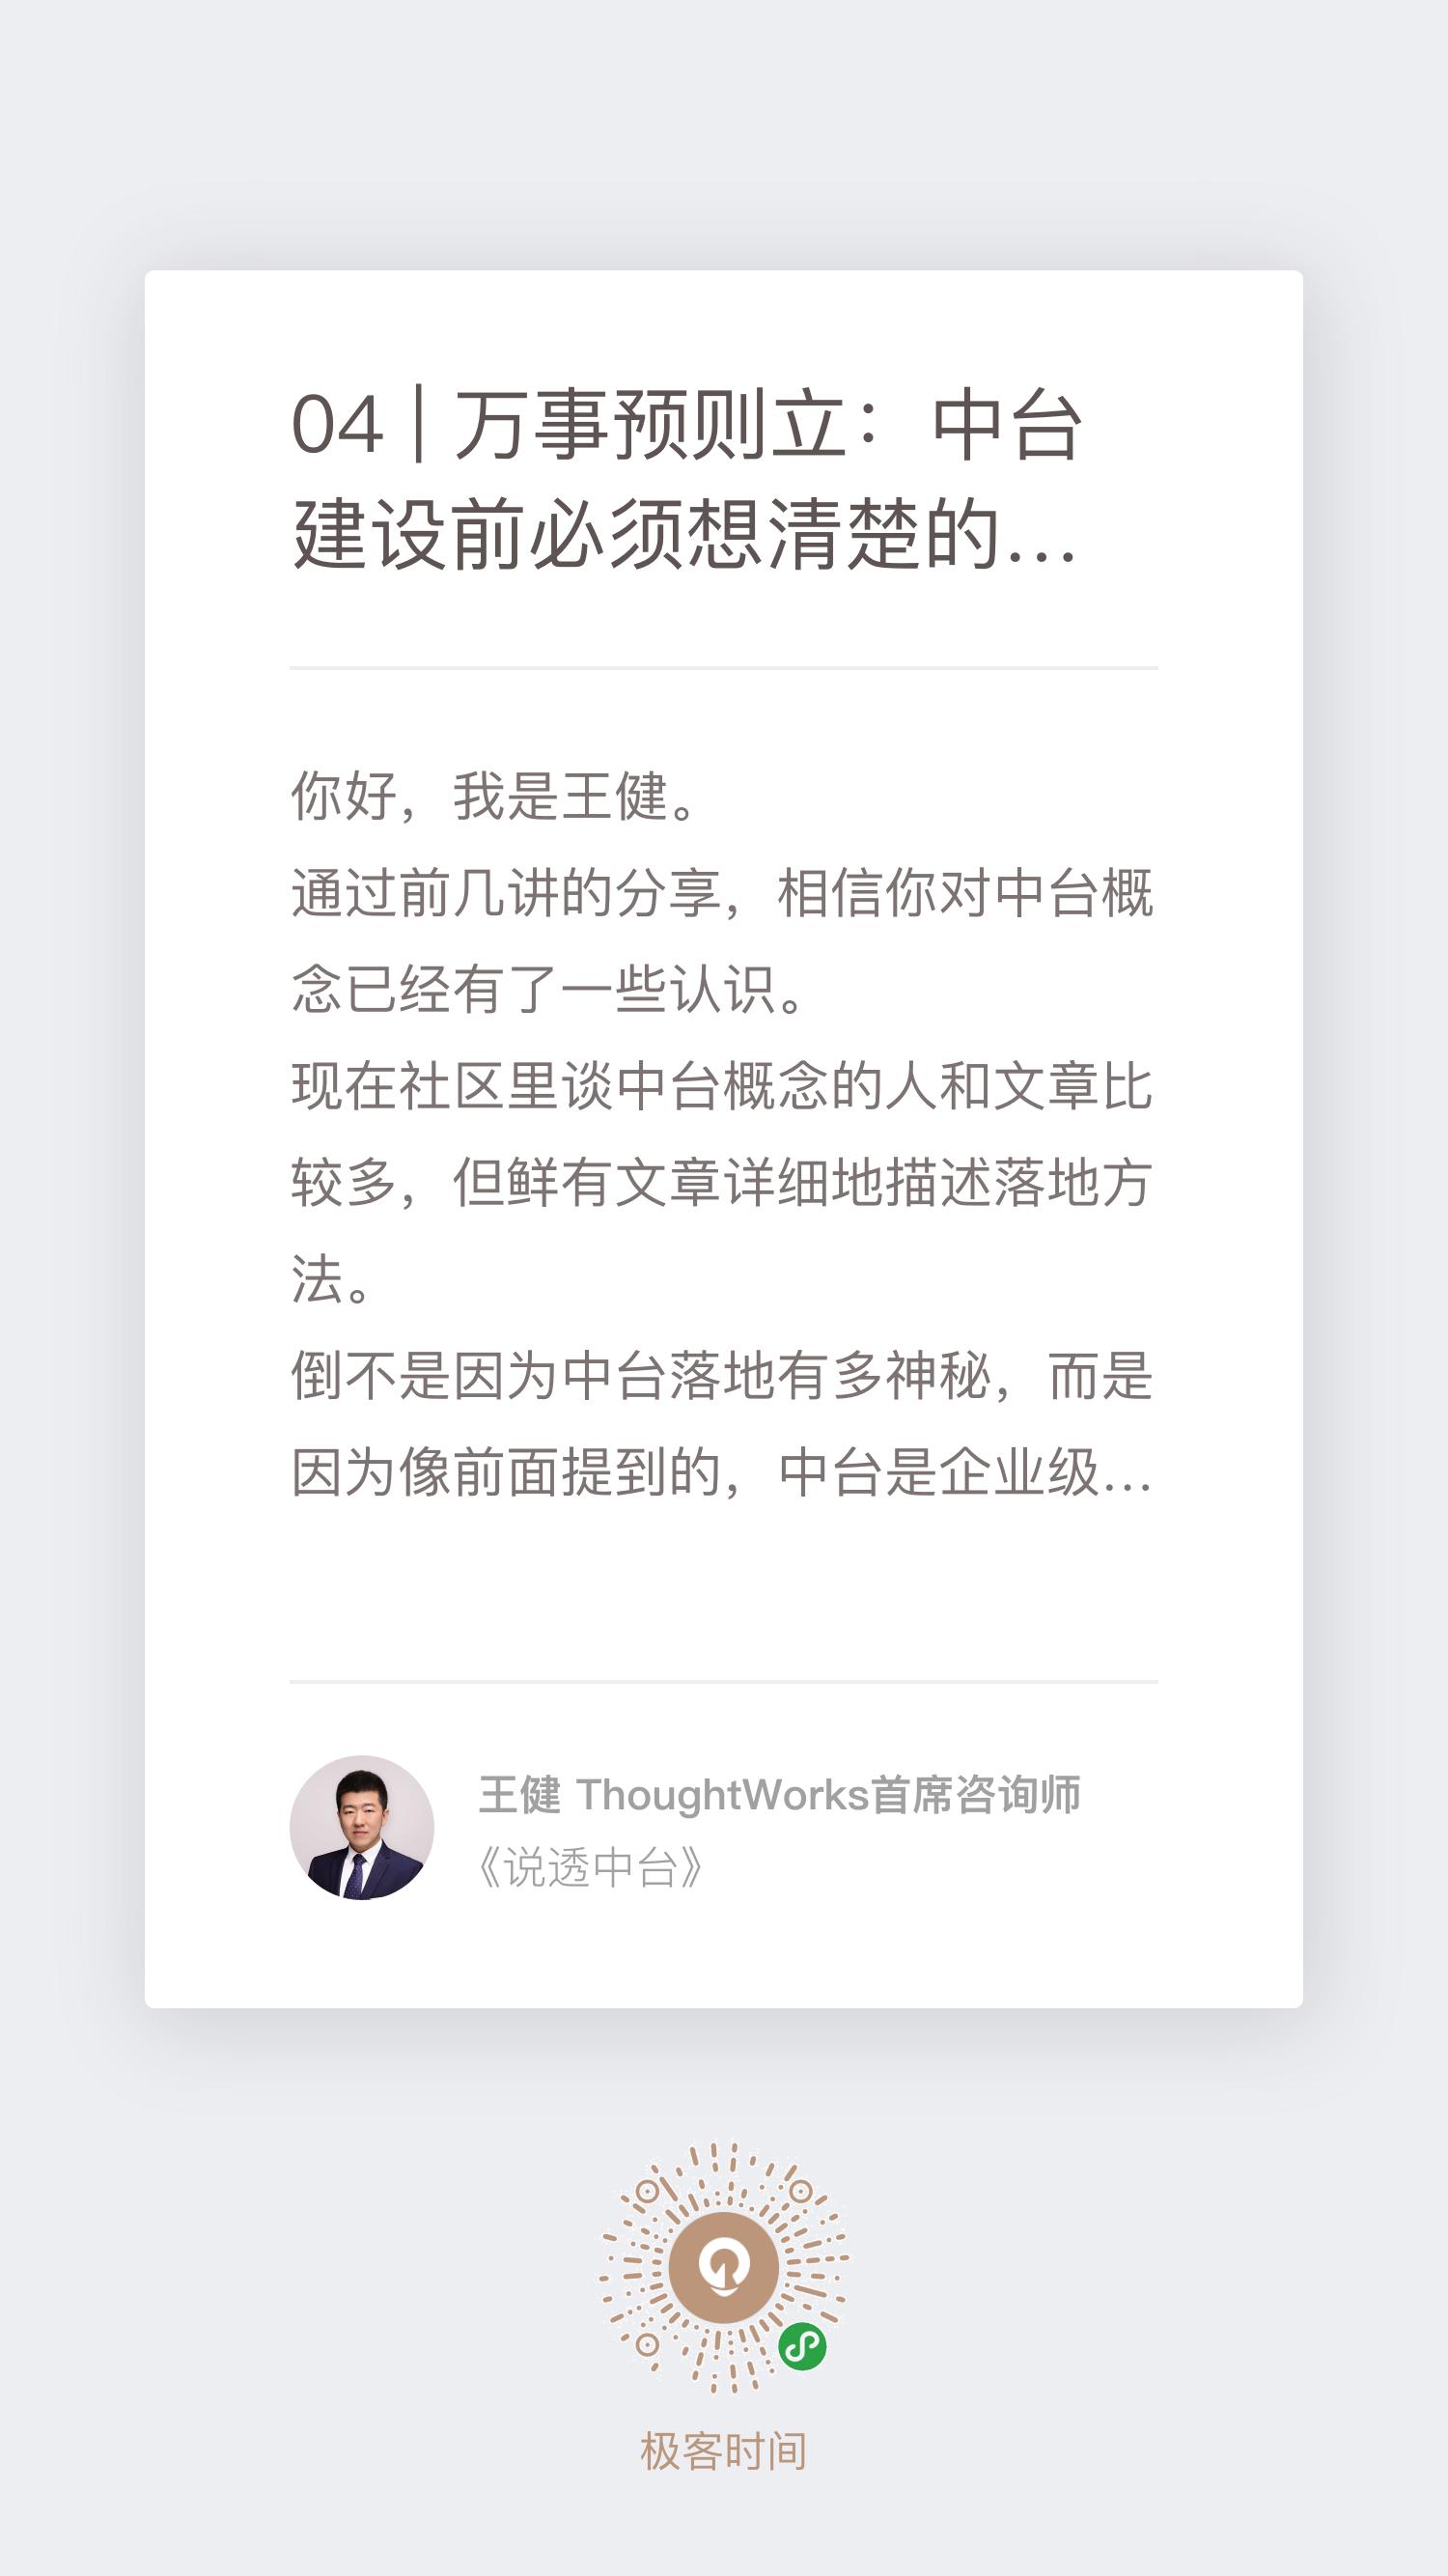 04 | 万事预则立：中台
建设前必须想清楚的...
你好，我是王健。
通过前几讲的分享，相信你对中台概
念已经有了一些认识。
现在社区里谈中台概念的人和文章比
较多，但鲜有文章详细地描述落地方
法。
倒不是因为中台落地有多神秘，而是
因为像前面提到的，中台是企业级...
王健 ThoughtWorks首席咨询师
《说透中台》
极客时间